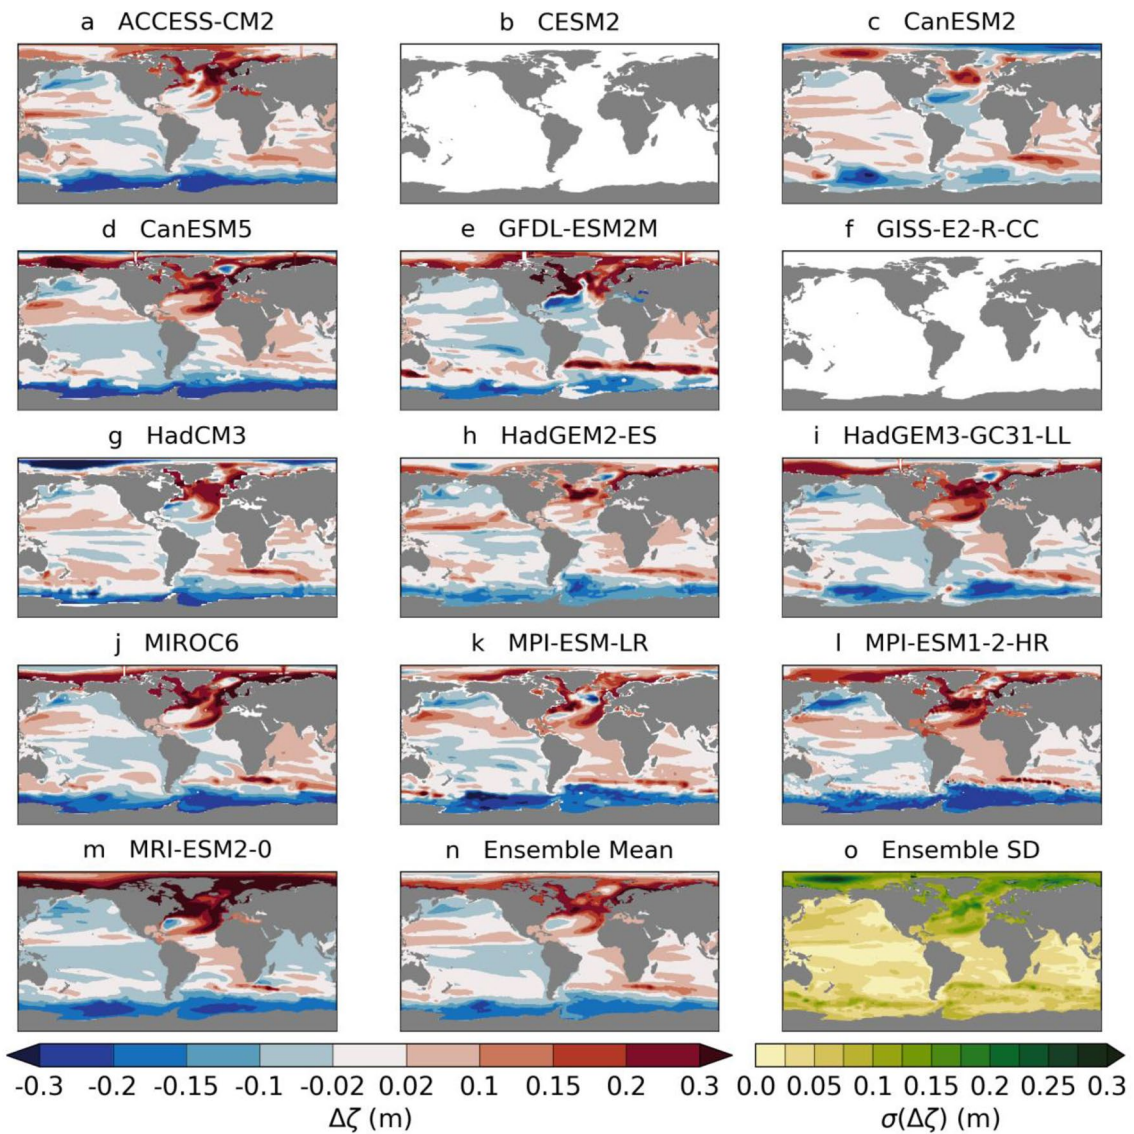 a ACCESS-CM2
b CESM2
c CanESM2
d CanESM5
e GFDL-ESM2M
f GISS-E2-R-CC
g HadCM3
h HadGEM2-ES
i HadGEM3-GC31-LL
j MIROC6
k MPI-ESM-LR
l MPI-ESM1-2-HR
m MRI-ESM2-0
n Ensemble Mean
o Ensemble SD
-0.3 -0.2 -0.15 -0.1 -0.02 0.02 0.1 0.15 0.2 0.3
0.0 0.05 0.1 0.15 0.2 0.25 0.3
Δζ (m)
σ(Δζ) (m)